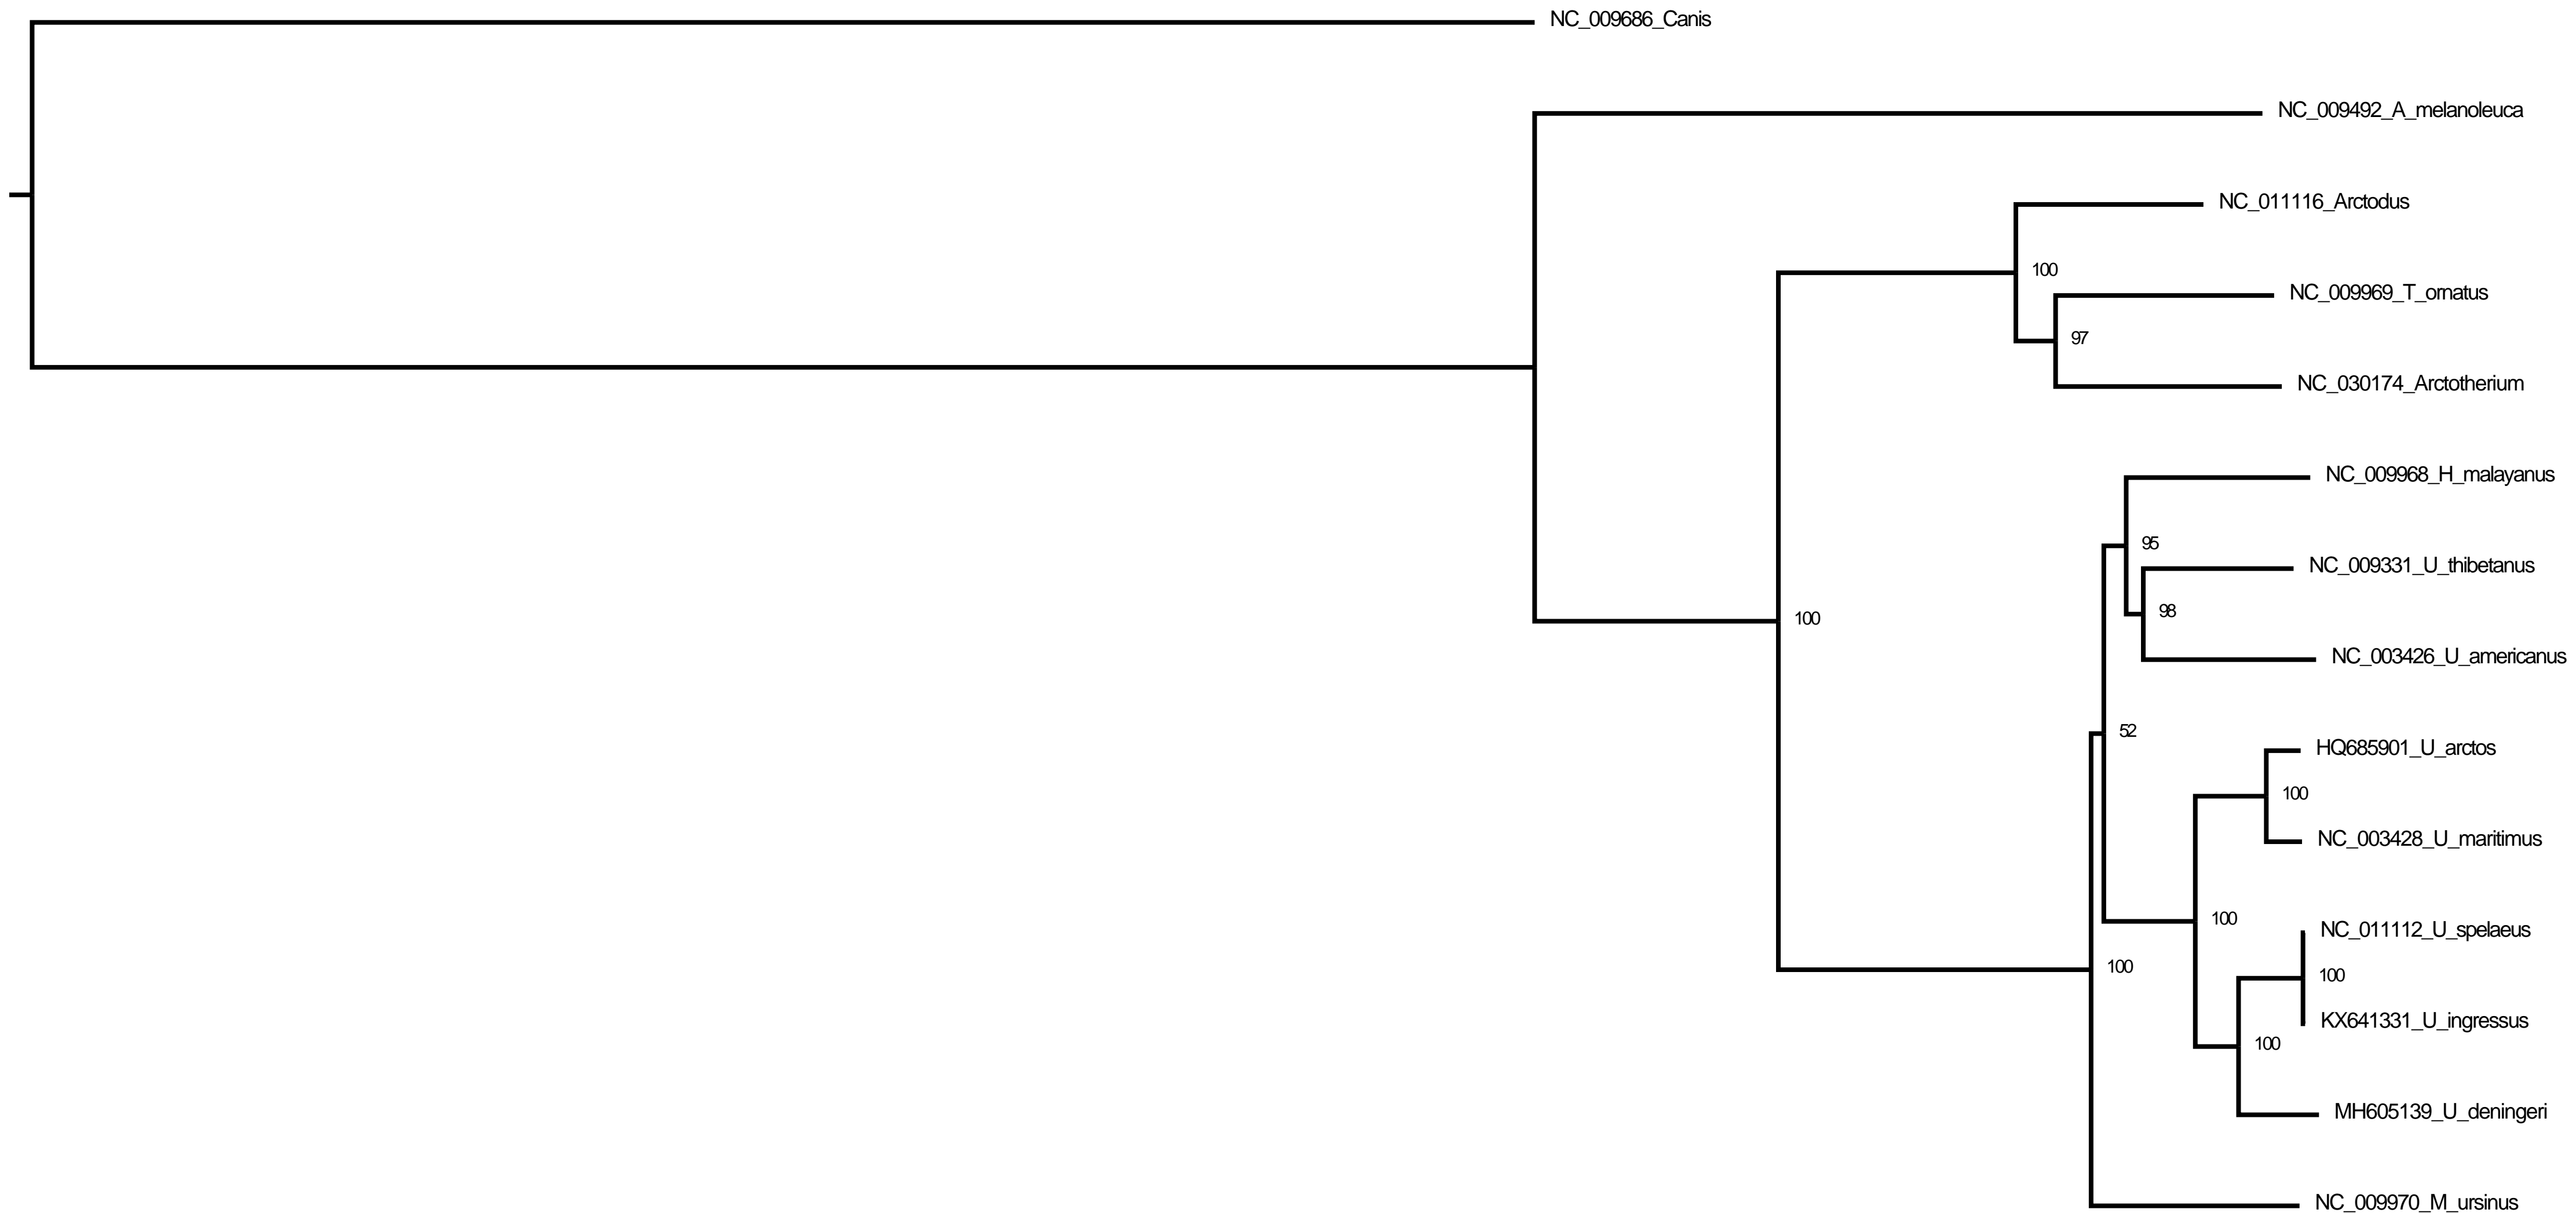 NC_009686_Canis
NC_009492_A_melanoleuca
NC_011116_Arctodus
100
NC_009969_T_ornatus
97
NC_030174_Arctotherium
NC_009968_H_malayanus
95
NC_009331_U_thibetanus
98
100
NC_003426_U_americanus
52
HQ685901_U_arctos
100
NC_003428_U_maritimus
100
NC_011112_U_spelaeus
100
100
KX641331_U_ingressus
100
MH605139_U_deningeri
NC_009970_M_ursinus